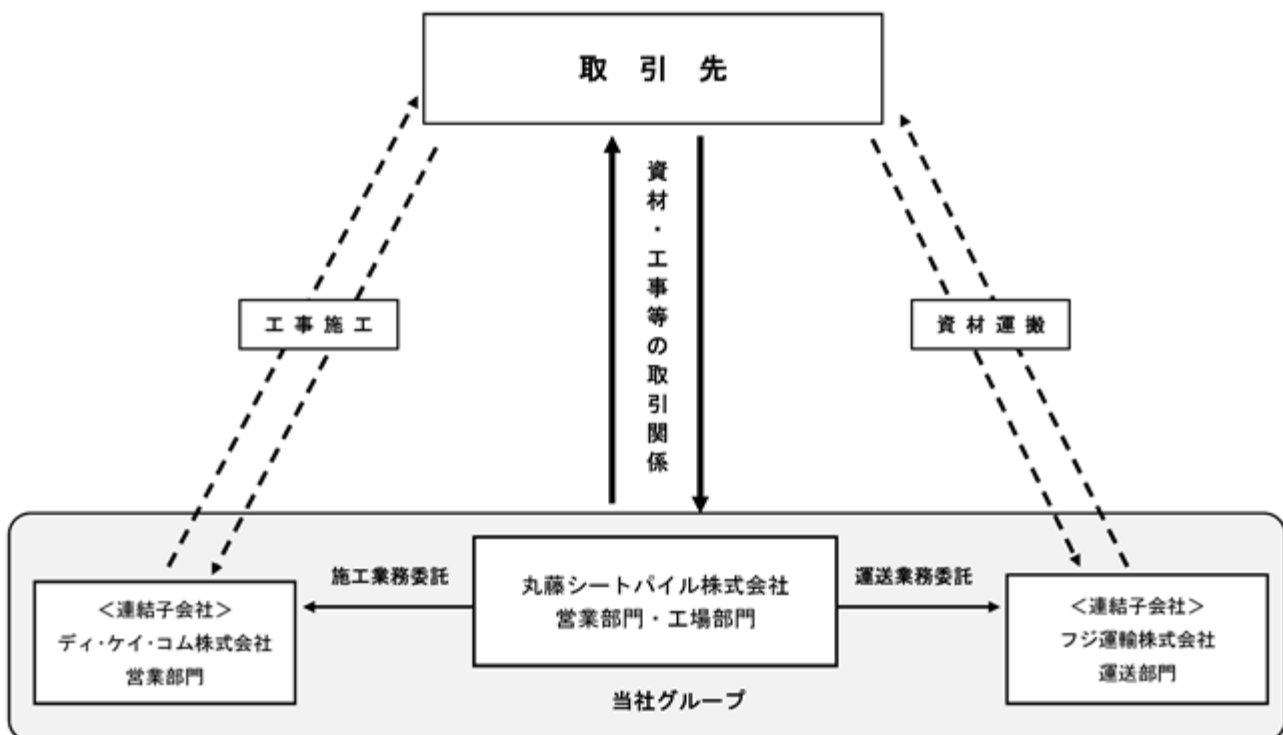 取引先
資材・工事等の取引関係
工事施工
資材運搬
施工業務委託
丸藤シートパイル株式会社
営業部門・工場部門
運送業務委託
＜連結子会社＞
ディ・ケイ・コム株式会社
営業部門
＜連結子会社＞
フジ運輸株式会社
運送部門
当社グループ